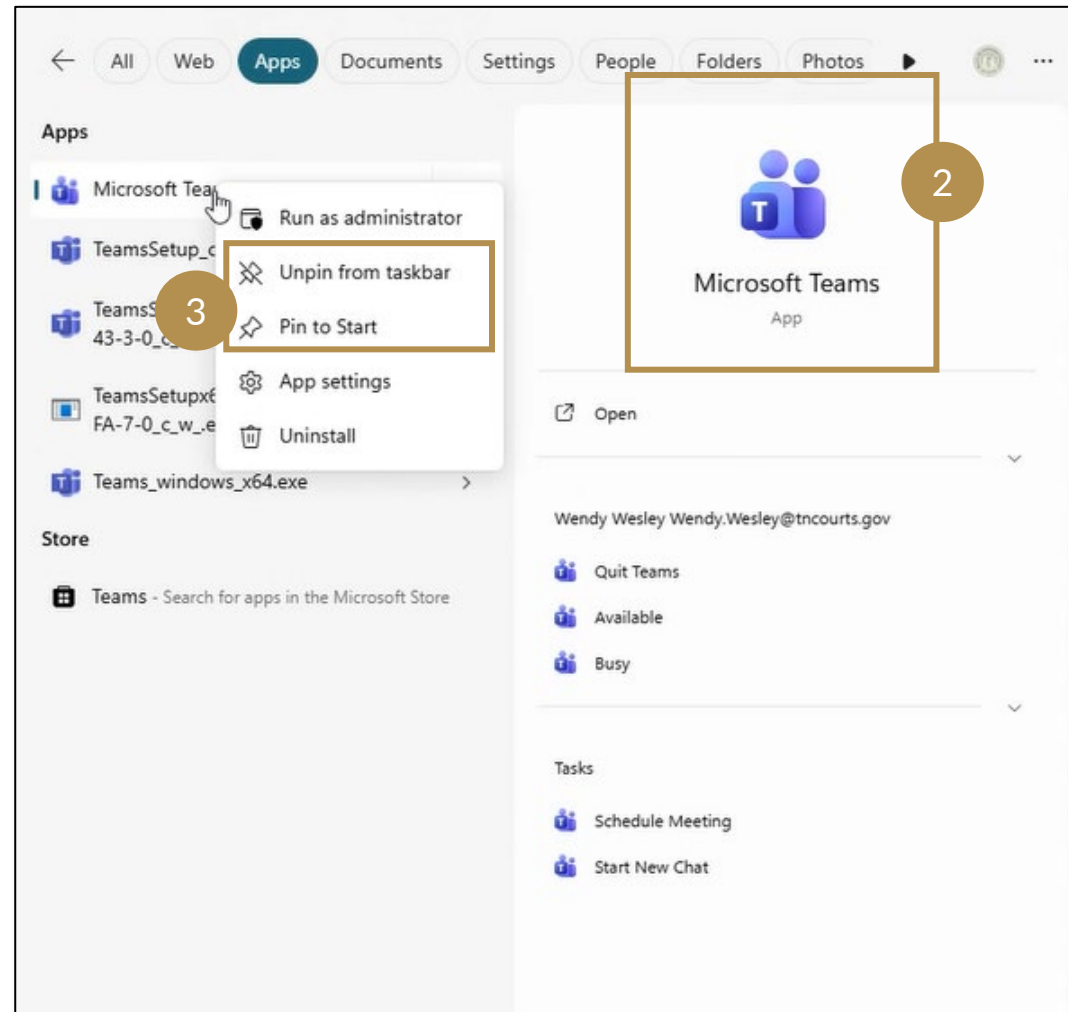 All Web Apps Documents Settings People Folders Photos
Apps
Microsoft Tea
Run as administrator
TeamsSetup_c
Unpin from taskbar
TeamsS
43-3-0_c_
3
Pin to Start
App settings
TeamsSetupx6
FA-7-0_c_w_.e
Uninstall
Teams_windows_x64.exe
Store
Teams - Search for apps in the Microsoft Store
2
T
Microsoft Teams
App
Open
Wendy Wesley Wendy.Wesley@tncourts.gov
Quit Teams
Available
Busy
Tasks
Schedule Meeting
Start New Chat